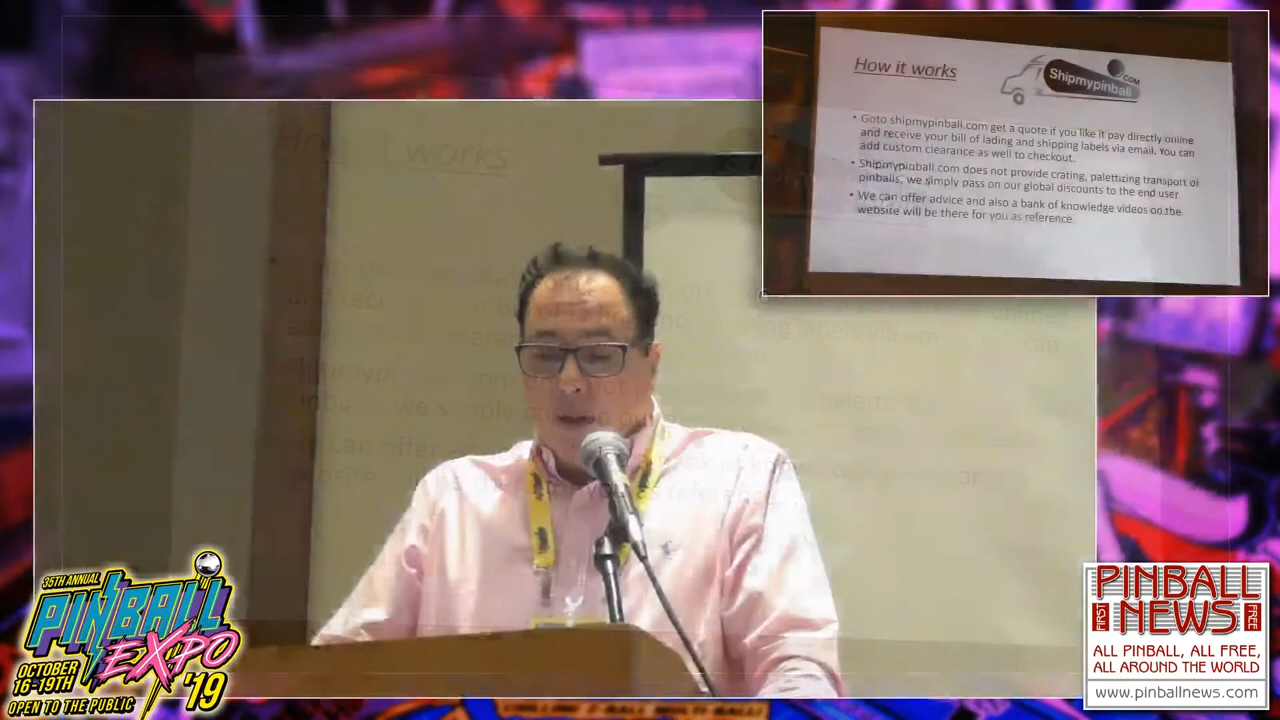 How it works
Shipmypinball
.COM
• Goto shipmypinball.com get a quote if you like it pay directly online
and receive your bill of lading and shipping labels via email. You can
add custom clearance as well to checkout.
• Shipmypinball.com does not provide crating, palettizing transport of
pinballs, we simply pass on our global discounts to the end user.
• We can offer advice and also a bank of knowledge videos on the
website will be there for you as reference.
35TH ANNUAL
PINBALL
EXPO
OCTOBER
16-19TH
'19
OPEN TO THE PUBLIC
PINBALL
FIRST NEWS FREE
ALL PINBALL, ALL FREE,
ALL AROUND THE WORLD
www.pinballnews.com